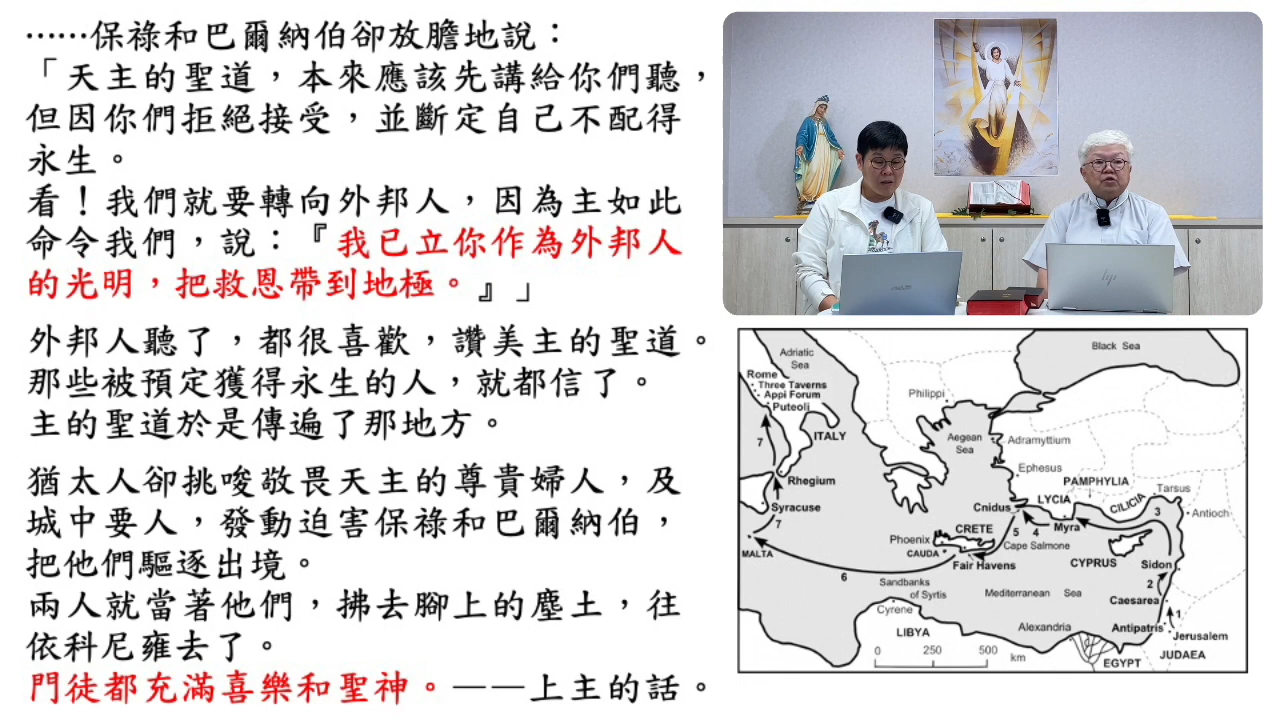 ……保祿和巴爾納伯卻放膽地說：
「天主的聖道，本來應該先講給你們聽，
但因你們拒絕接受，並斷定自己不配得
永生。
看！我們就要轉向外邦人，因為主如此
命令我們，說：『我已立你作為外邦人
的光明，把救恩帶到地極。』」
外邦人聽了，都很喜歡，讚美主的聖道。
那些被預定獲得永生的人，就都信了。
主的聖道於是傳遍了那地方。
猶太人卻挑唆敬畏天主的尊貴婦人，及
城中要人，發動迫害保祿和巴爾納伯，
把他們驅逐出境。
兩人就當著他們，拂去腳上的塵土，往
依科尼雍去了。
門徒都充滿喜樂和聖神。——上主的話。
hp
Black Sea
Adriatic
Sea
Rome
Three Taverns
Appi Forum
Puteoli
Philippi
ITALY
7
Aegean
Sea
Adramyttium
Ephesus
PAMPHYLIA
Rhegium
LYCIA
CILICIA
Tarsus
Syracuse
7
Cnidus
Myra
3
Antioch
5
4
CRETE
Phoenix
CAUDA
Cape Salmone
MALTA
Fair Havens
CYPRUS
Sidon
6
2
Sandbanks
of Syrtis
Mediterranean Sea
Caesarea
1
Cyrene
LIBYA
Alexandria
Antipatris
Jerusalem
JUDAEA
EGYPT
0 250 500 km